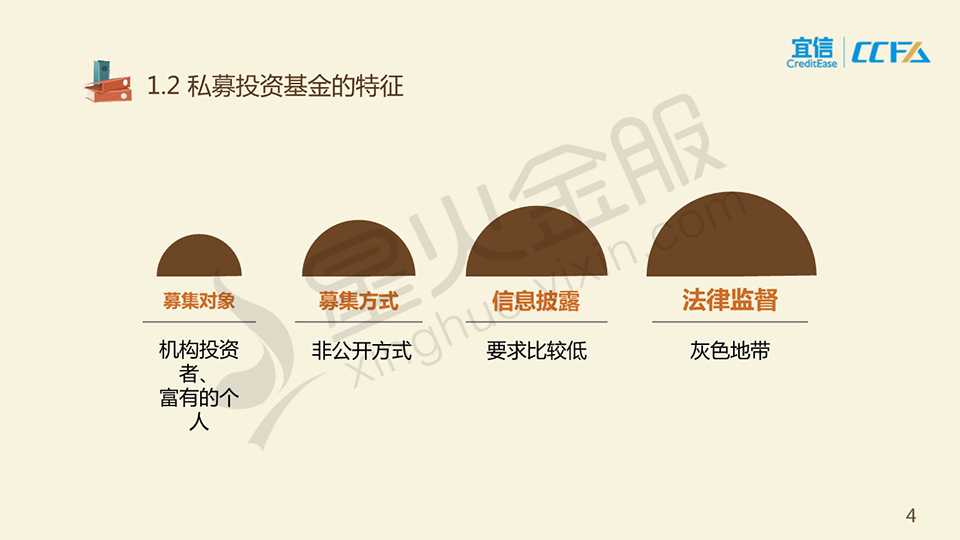 宜信
CreditEase
CCFA
1.2 私募投资基金的特征
星火金服
xinghuoyixin.com
募集对象
机构投资
者、
富有的个
人
募集方式
非公开方式
信息披露
要求比较低
法律监督
灰色地带
4